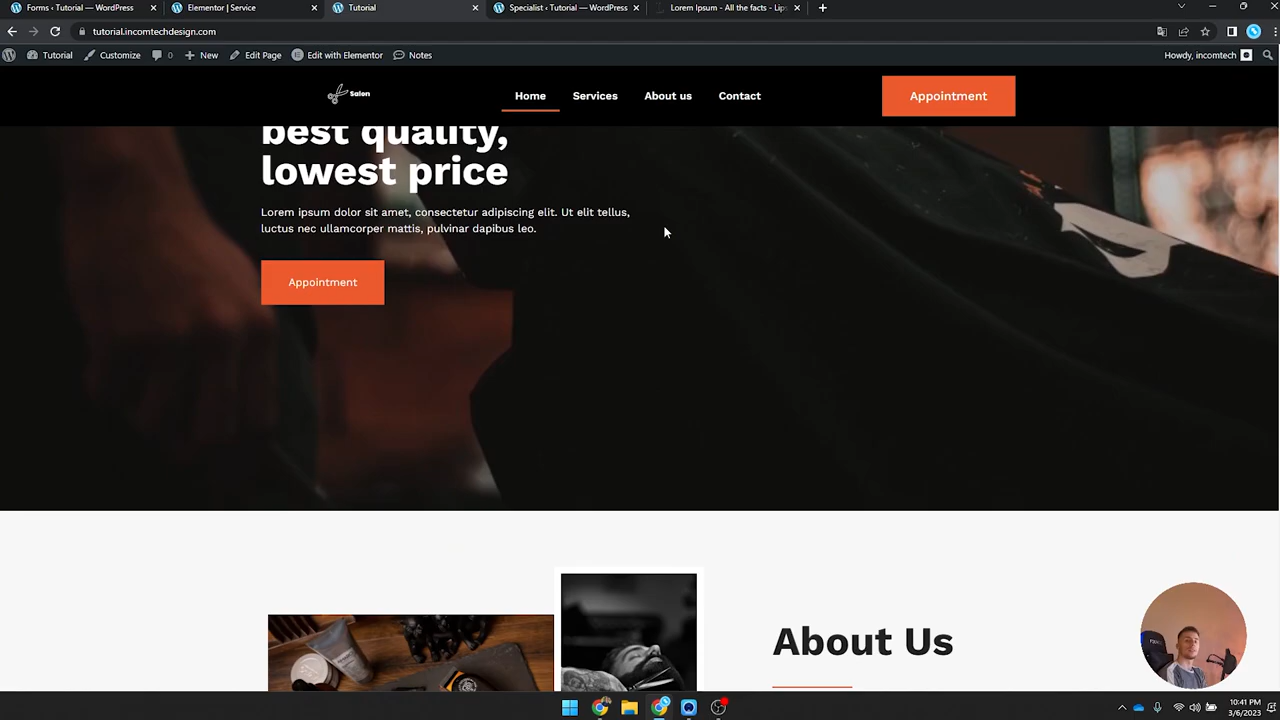 Forms ‹ Tutorial — WordPress
Elementor | Service
Tutorial
Specialist ‹ Tutorial — WordPress
Lorem Ipsum - All the facts - Lip
tutorial.incomtechdesign.com
Tutorial
Customize
0
New
Edit Page
Edit with Elementor
Notes
Howdy, incomtech
Salon
Home
Services
About us
Contact
Appointment
best quality,
lowest price
Lorem ipsum dolor sit amet, consectetur adipiscing elit. Ut elit tellus,
luctus nec ullamcorper mattis, pulvinar dapibus leo.
Appointment
About Us
10:41 PM
3/6/2023